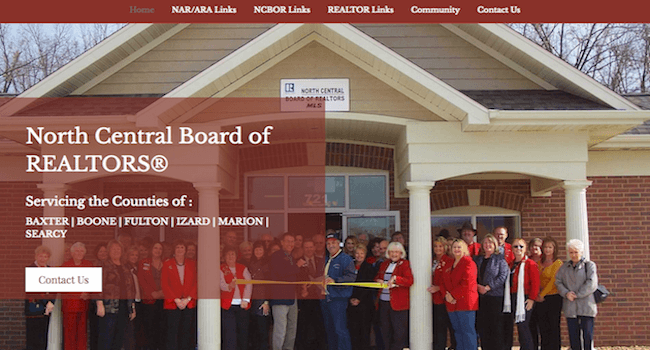 Home NAR/ARA Links NCBOR Links REALTOR Links Community Contact Us
NORTH CENTRAL
BOARD OF REALTORS
MLS
North Central Board of
REALTORS®
Servicing the Counties of :
BAXTER | BOONE | FULTON | IZARD | MARION |
SEARCY
Contact Us